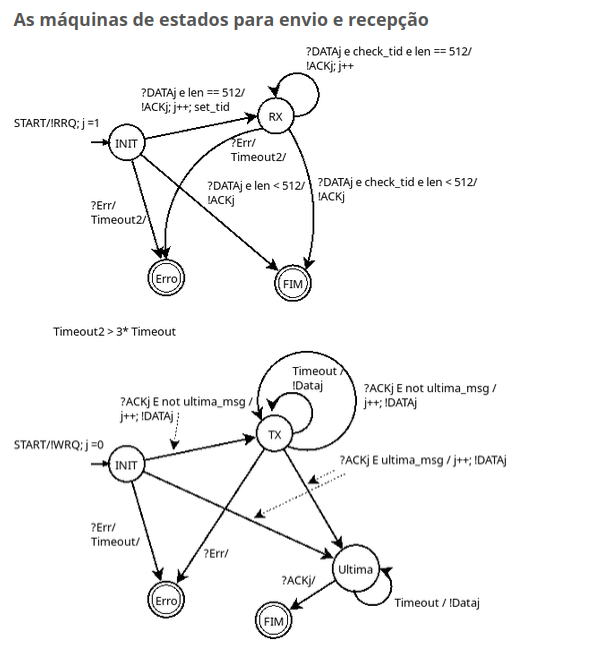 As máquinas de estados para envio e recepção
?DATAj e check_tid e len == 512/
!ACKj; j++
?DATAj e len == 512/
!ACKj; j++; set_tid
START/!RRQ; j =1
RX
INIT
?Err/
Timeout2/
?DATAj e len < 512/
!ACKj
?DATAj e check_tid e len < 512/
!ACKj
?Err/
Timeout2/
Erro
FIM
Timeout2 > 3* Timeout
Timeout /
!Dataj
?ACKj E not ultima_msg /
j++; !DATAj
?ACKj E not ultima_msg /
j++; !DATAj
START/!WRQ; j =0
TX
INIT
?ACKj E ultima_msg / j++; !DATAj
?Err/
Timeout/
?Err/
Ultima
?ACKj/
Erro
Timeout / !Dataj
FIM